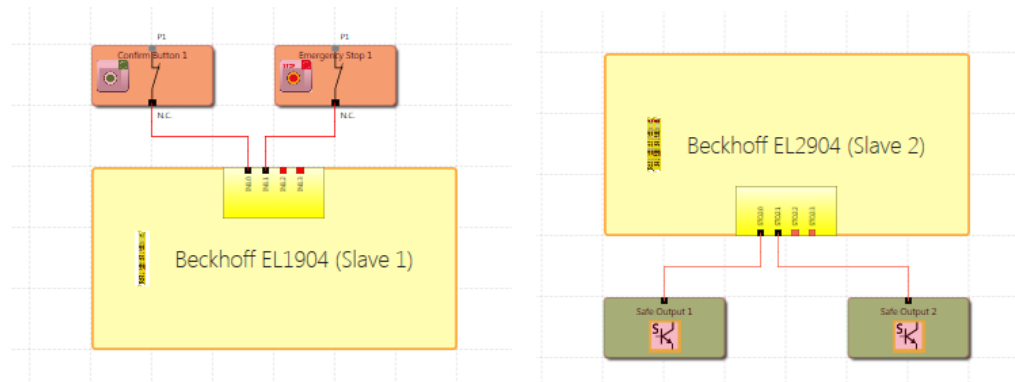 P1
P1
Confirm Button 1
Emergency Stop 1
STOP
N.C.
N.C.
Beckhoff EL1904 (Slave 1)
Beckhoff EL2904 (Slave 2)
Safe Output 1
Safe Output 2
S
S